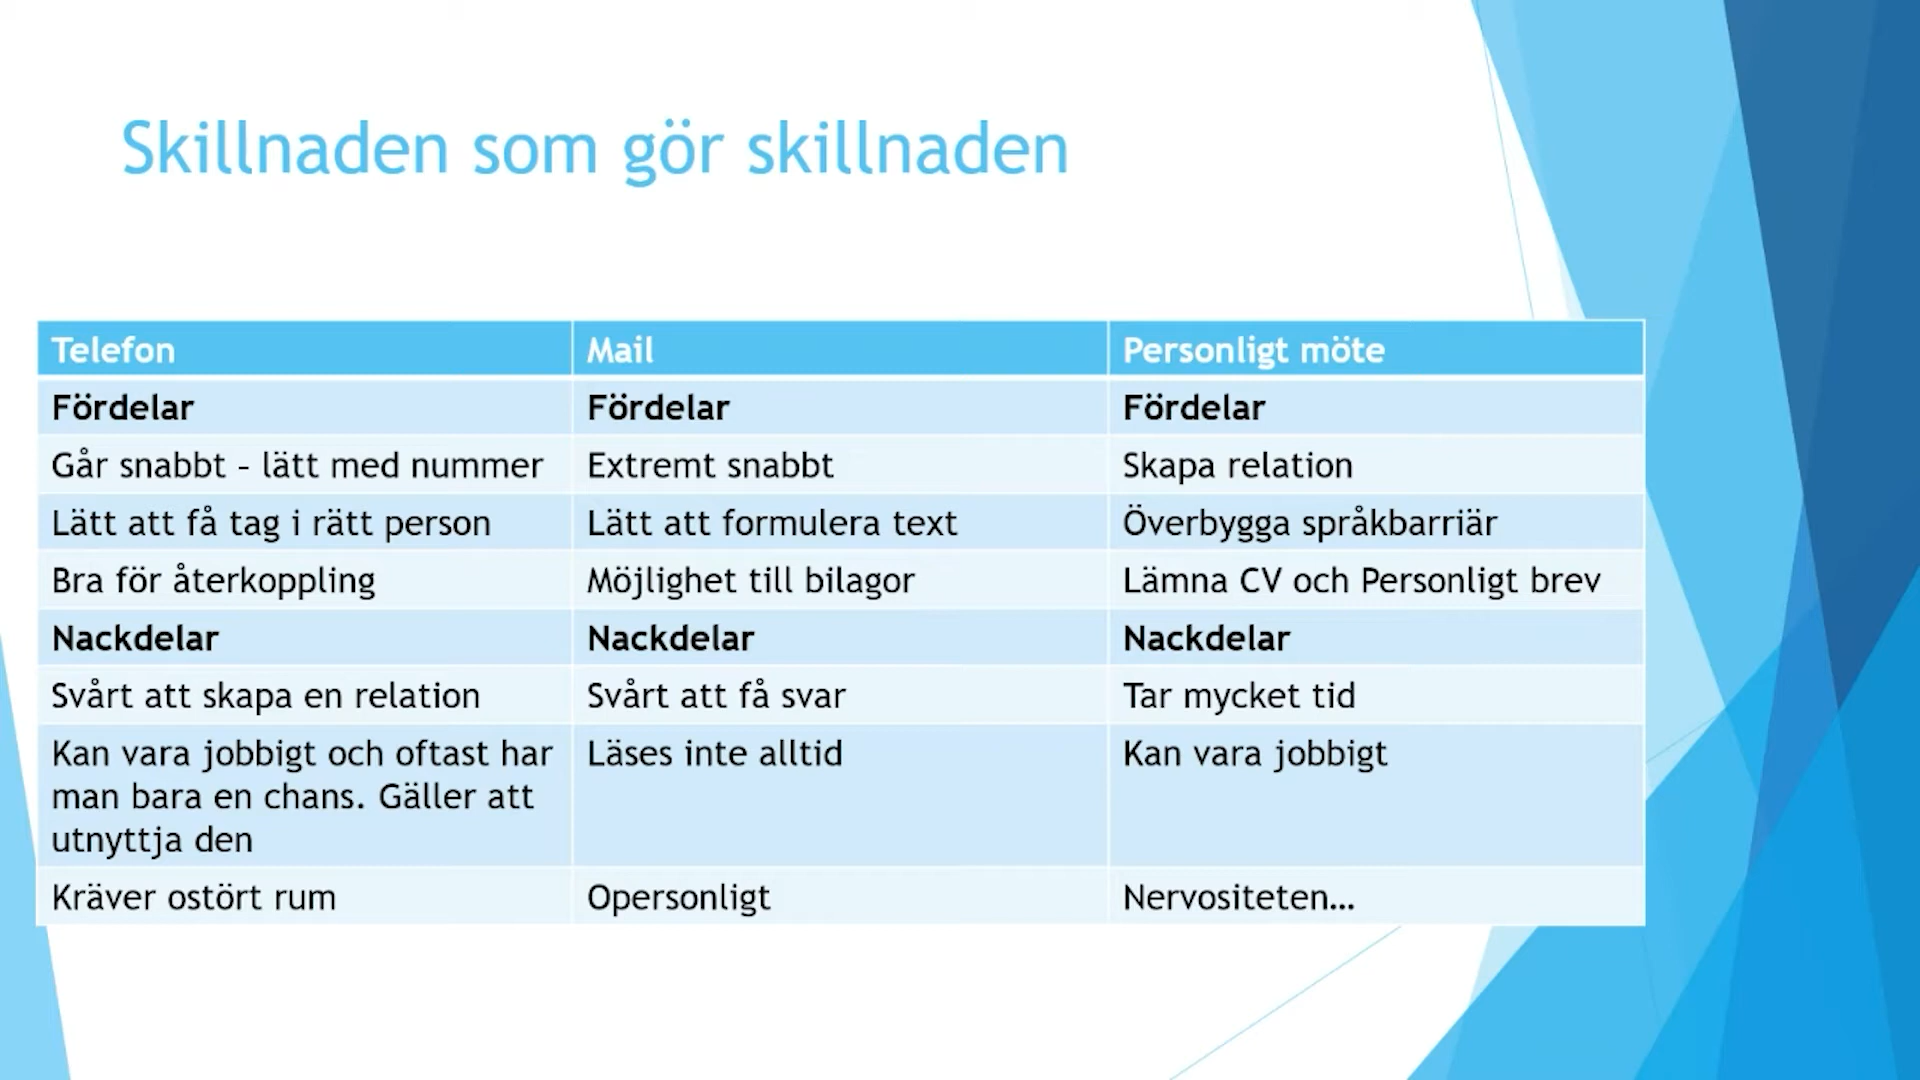 Skillnaden som gör skillnaden
Telefon Mail Personligt möte
Fördelar Fördelar Fördelar
Går snabbt – lätt med nummer Extremt snabbt Skapa relation
Lätt att få tag i rätt person Lätt att formulera text Överbygga språkbarriär
Bra för återkoppling Möjlighet till bilagor Lämna CV och Personligt brev
Nackdelar Nackdelar Nackdelar
Svårt att skapa en relation Svårt att få svar Tar mycket tid
Kan vara jobbigt och oftast har Läses inte alltid Kan vara jobbigt
man bara en chans. Gäller att
utnyttja den
Kräver ostört rum Opersonligt Nervositeten…